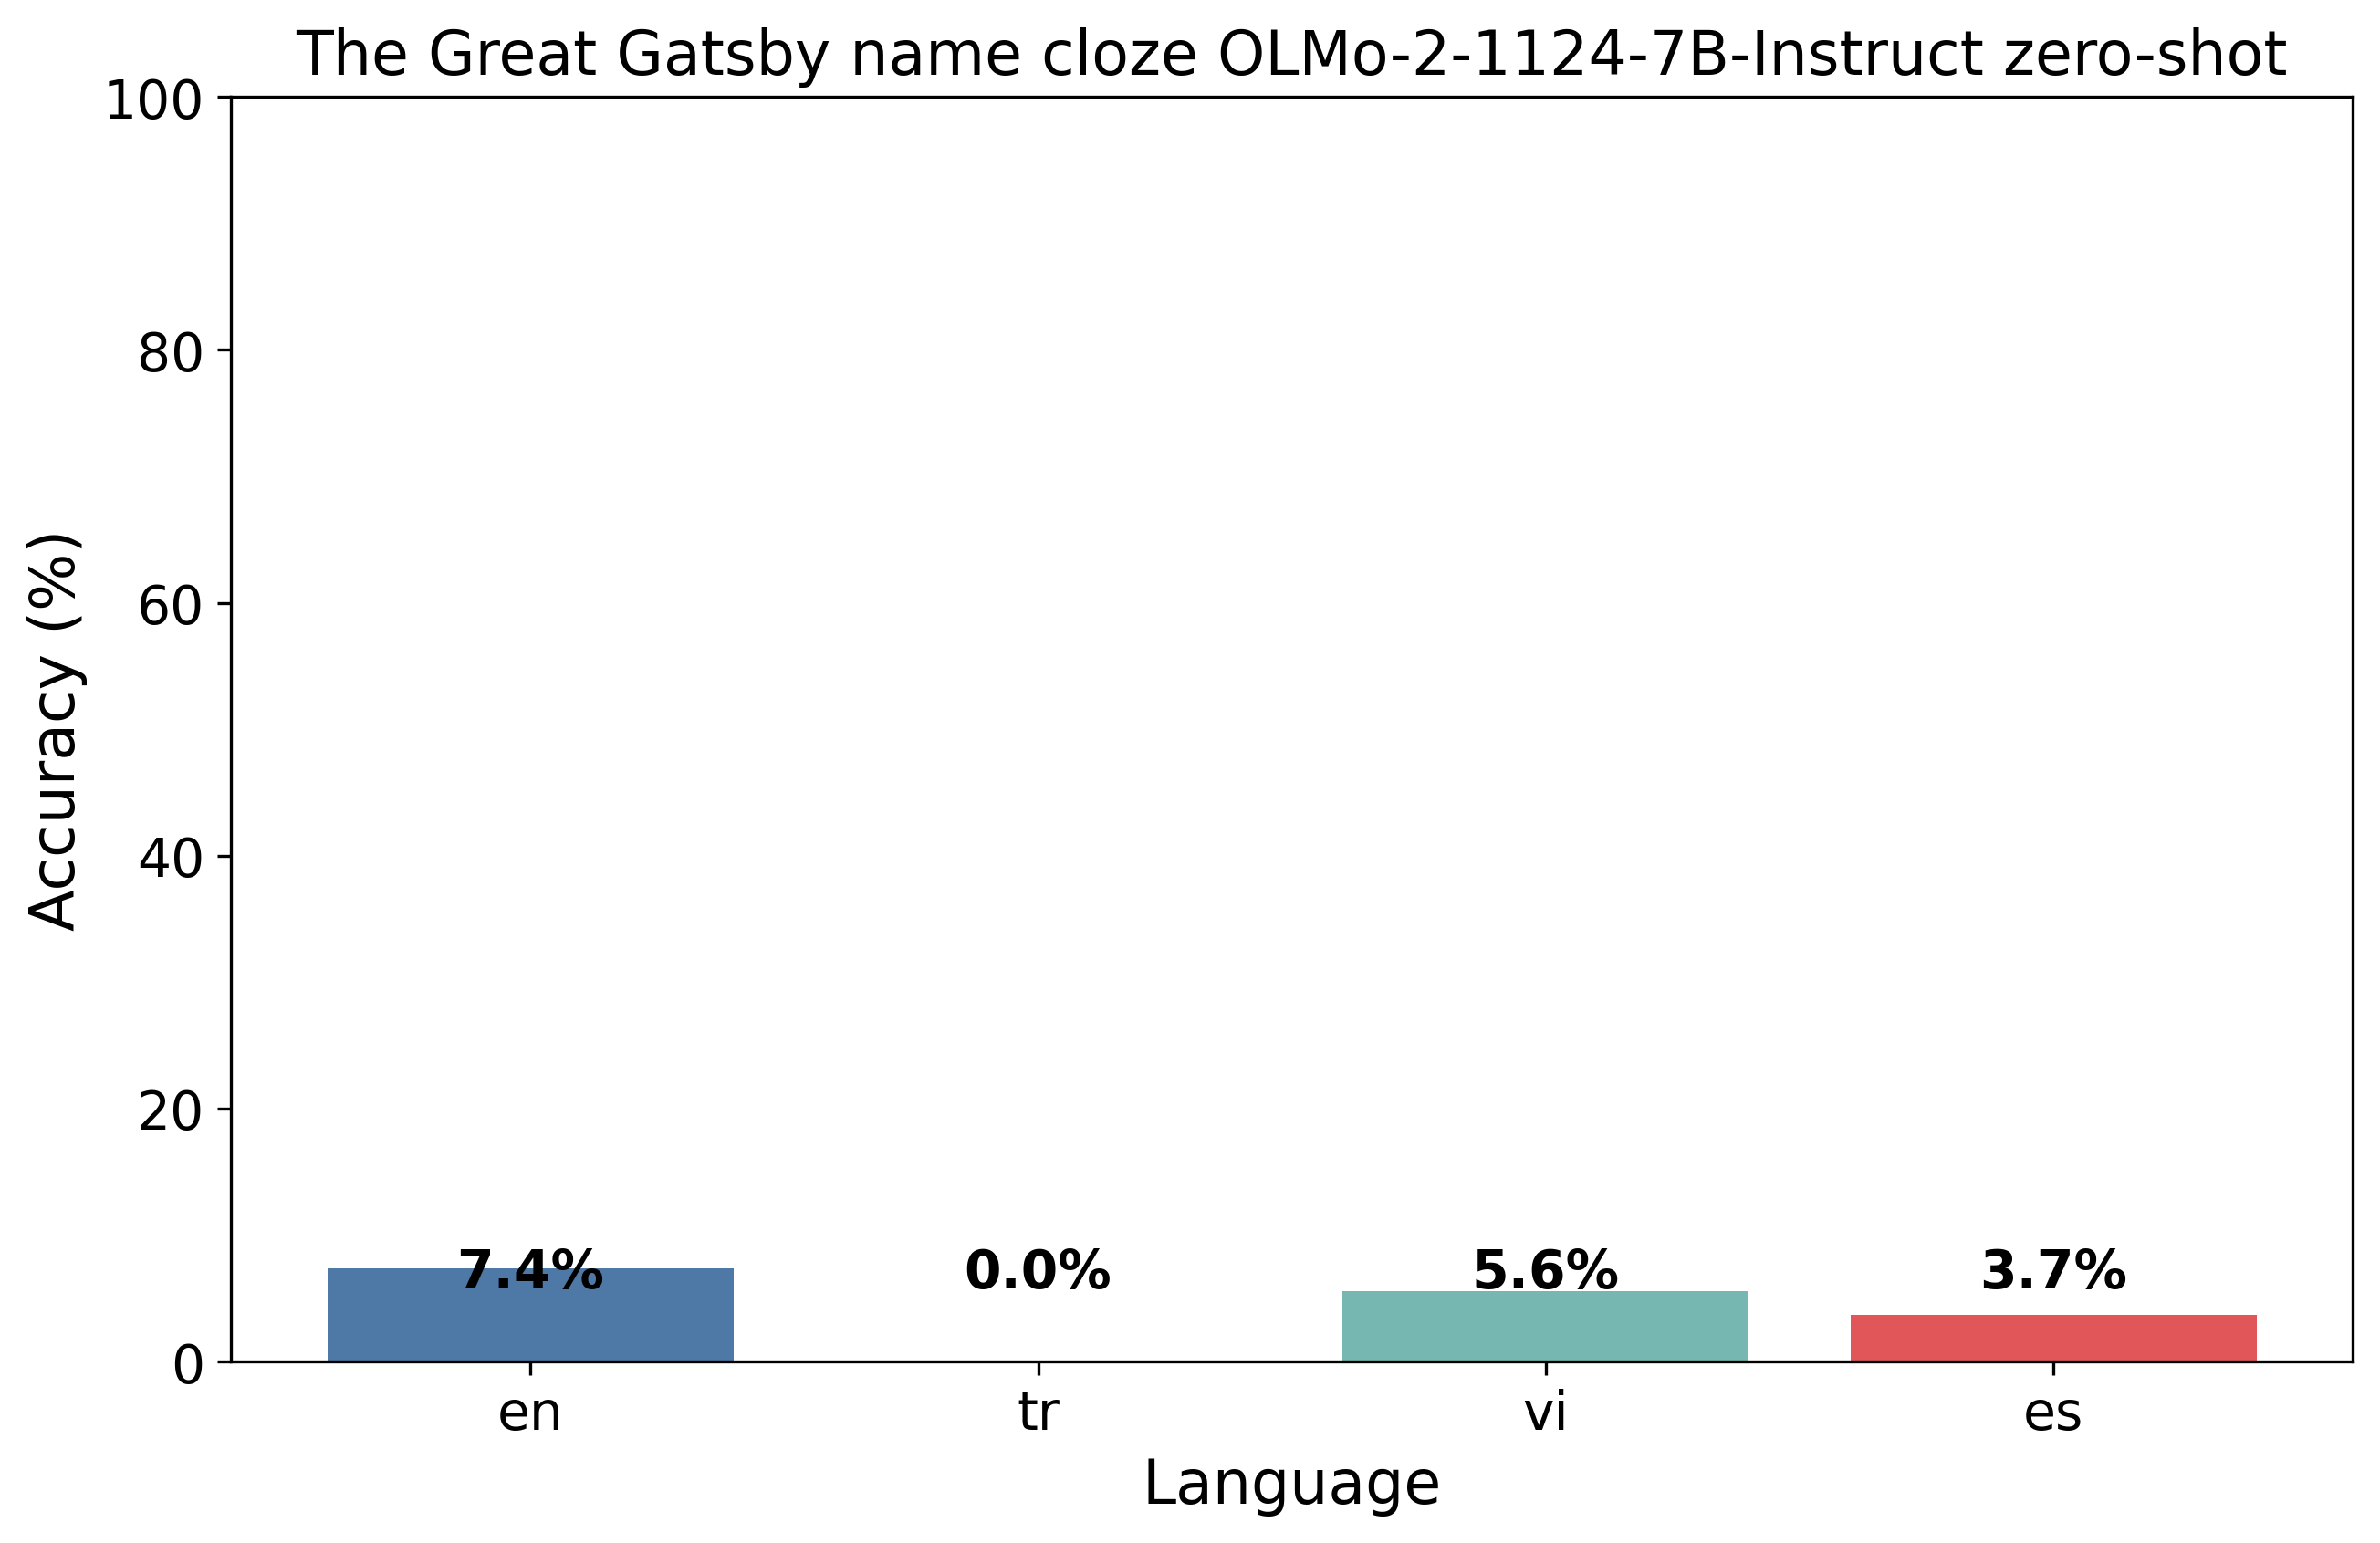 The Great Gatsby name cloze OLMo-2-1124-7B-Instruct zero-shot
100
80
60
40
20
0
Accuracy (%)
7.4%
0.0%
5.6%
3.7%
en
tr
vi
es
Language